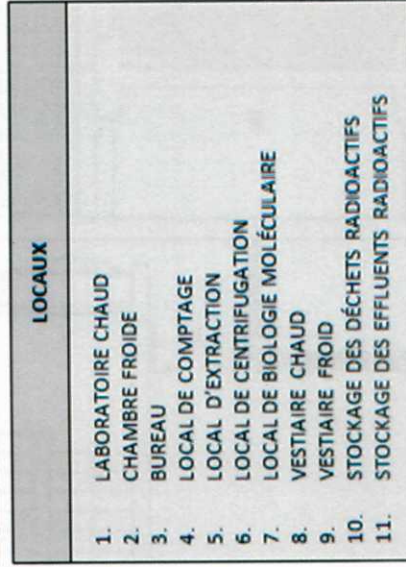 LOCAUX
1. LABORATOIRE CHAUD
2. CHAMBRE FROIDE
3. BUREAU
4. LOCAL DE COMPTAGE
5. LOCAL D'EXTRACTION
6. LOCAL DE CENTRIFUGATION
7. LOCAL DE BIOLOGIE MOLÉCULAIRE
8. VESTIAIRE CHAUD
9. VESTIAIRE FROID
10. STOCKAGE DES DÉCHETS RADIOACTIFS
11. STOCKAGE DES EFFLUENTS RADIOACTIFS